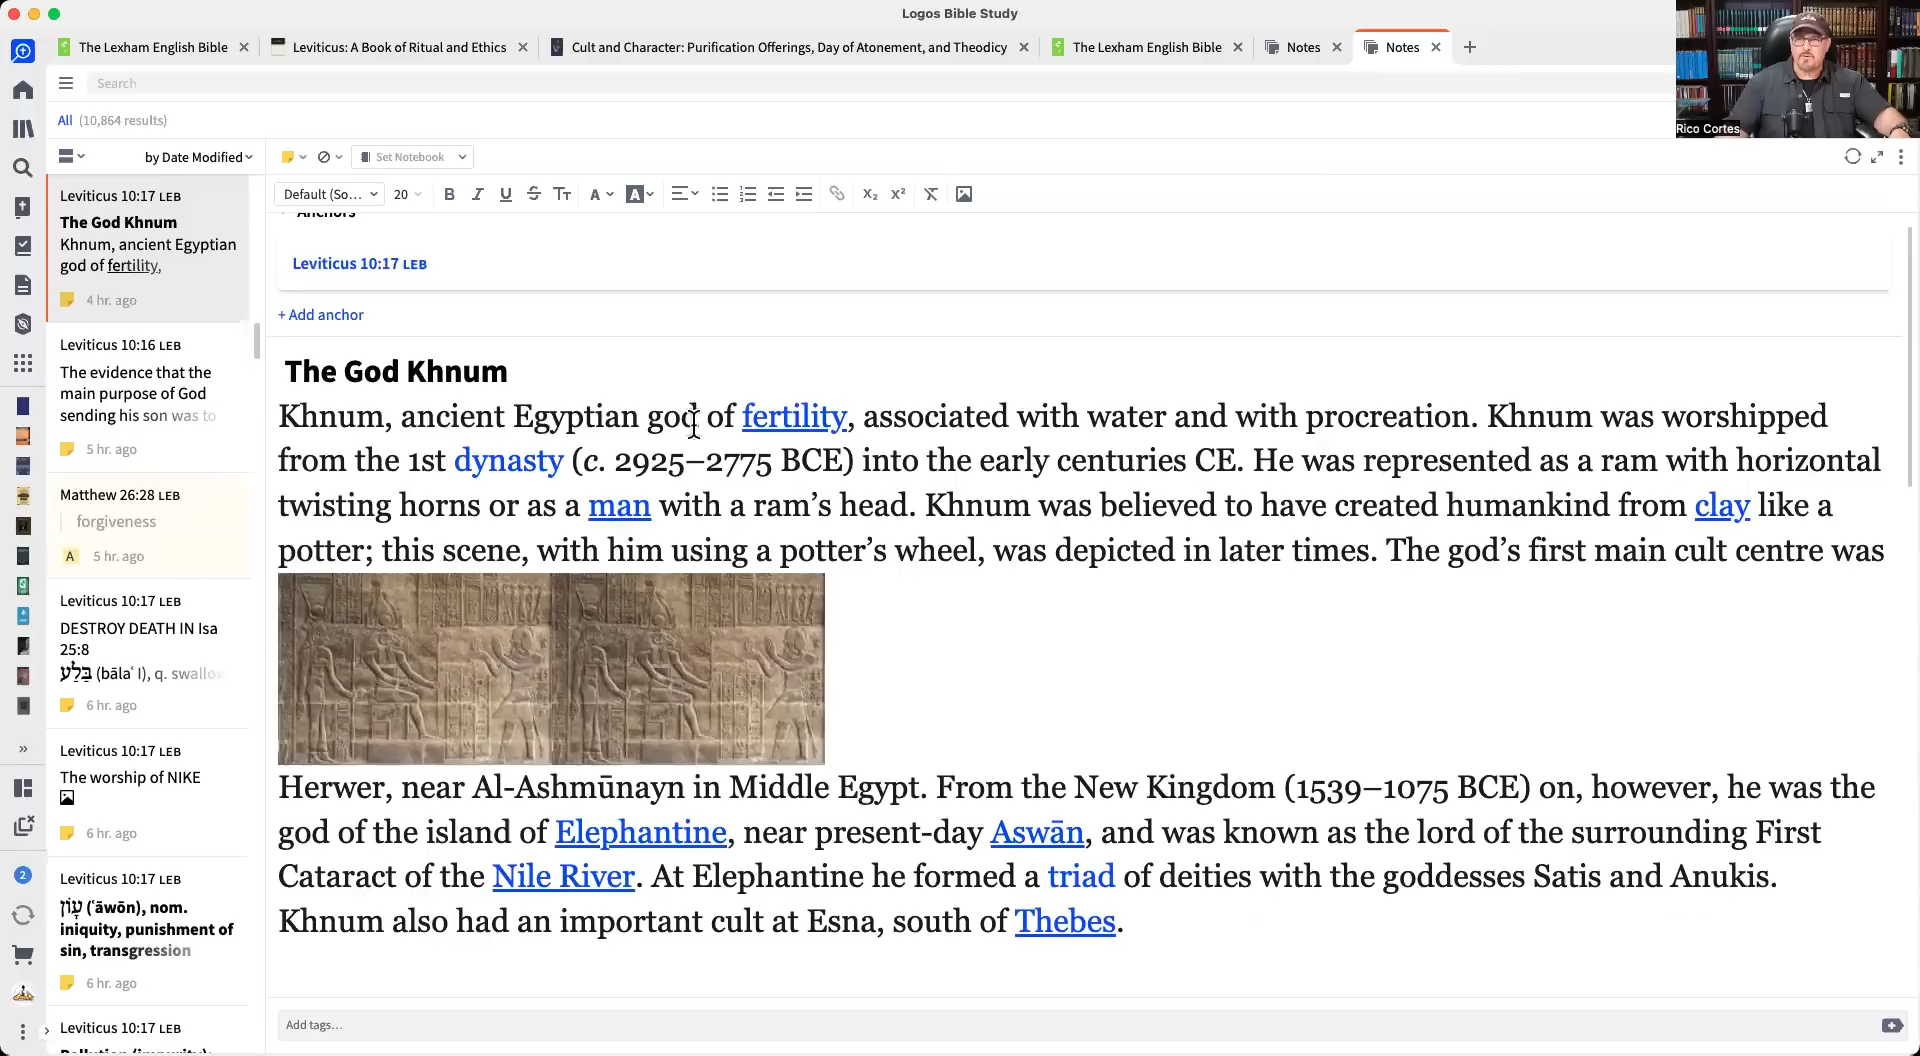 Logos Bible Study
The Lexham English Bible
Leviticus: A Book of Ritual and Ethics
Cult and Character: Purification Offerings, Day of Atonement, and Theodicy
The Lexham English Bible
Notes
Notes
Search
All (10,864 results)
by Date Modified
Set Notebook
Rico Cortes
Default (So...
20
Leviticus 10:17 LEB
The God Khnum
Khnum, ancient Egyptian
god of fertility,
4 hr. ago
Leviticus 10:16 LEB
The evidence that the
main purpose of God
sending his son was to
5 hr. ago
Matthew 26:28 LEB
forgiveness
A 5 hr. ago
Leviticus 10:17 LEB
DESTROY DEATH IN Isa
25:8
בָּלַע (bālaʿ I), q. swallow
6 hr. ago
Leviticus 10:17 LEB
The worship of NIKE
6 hr. ago
Leviticus 10:17 LEB
עָוֹן (ʿāwōn), nom.
iniquity, punishment of
sin, transgression
6 hr. ago
Leviticus 10:17 LEB
2
Anchors
Leviticus 10:17 LEB
+ Add anchor
The God Khnum
Khnum, ancient Egyptian god of fertility, associated with water and with procreation. Khnum was worshipped
from the 1st dynasty (c. 2925–2775 BCE) into the early centuries CE. He was represented as a ram with horizontal
twisting horns or as a man with a ram’s head. Khnum was believed to have created humankind from clay like a
potter; this scene, with him using a potter’s wheel, was depicted in later times. The god’s first main cult centre was
Herwer, near Al-Ashmūnayn in Middle Egypt. From the New Kingdom (1539–1075 BCE) on, however, he was the
god of the island of Elephantine, near present-day Aswān, and was known as the lord of the surrounding First
Cataract of the Nile River. At Elephantine he formed a triad of deities with the goddesses Satis and Anukis.
Khnum also had an important cult at Esna, south of Thebes.
Add tags...